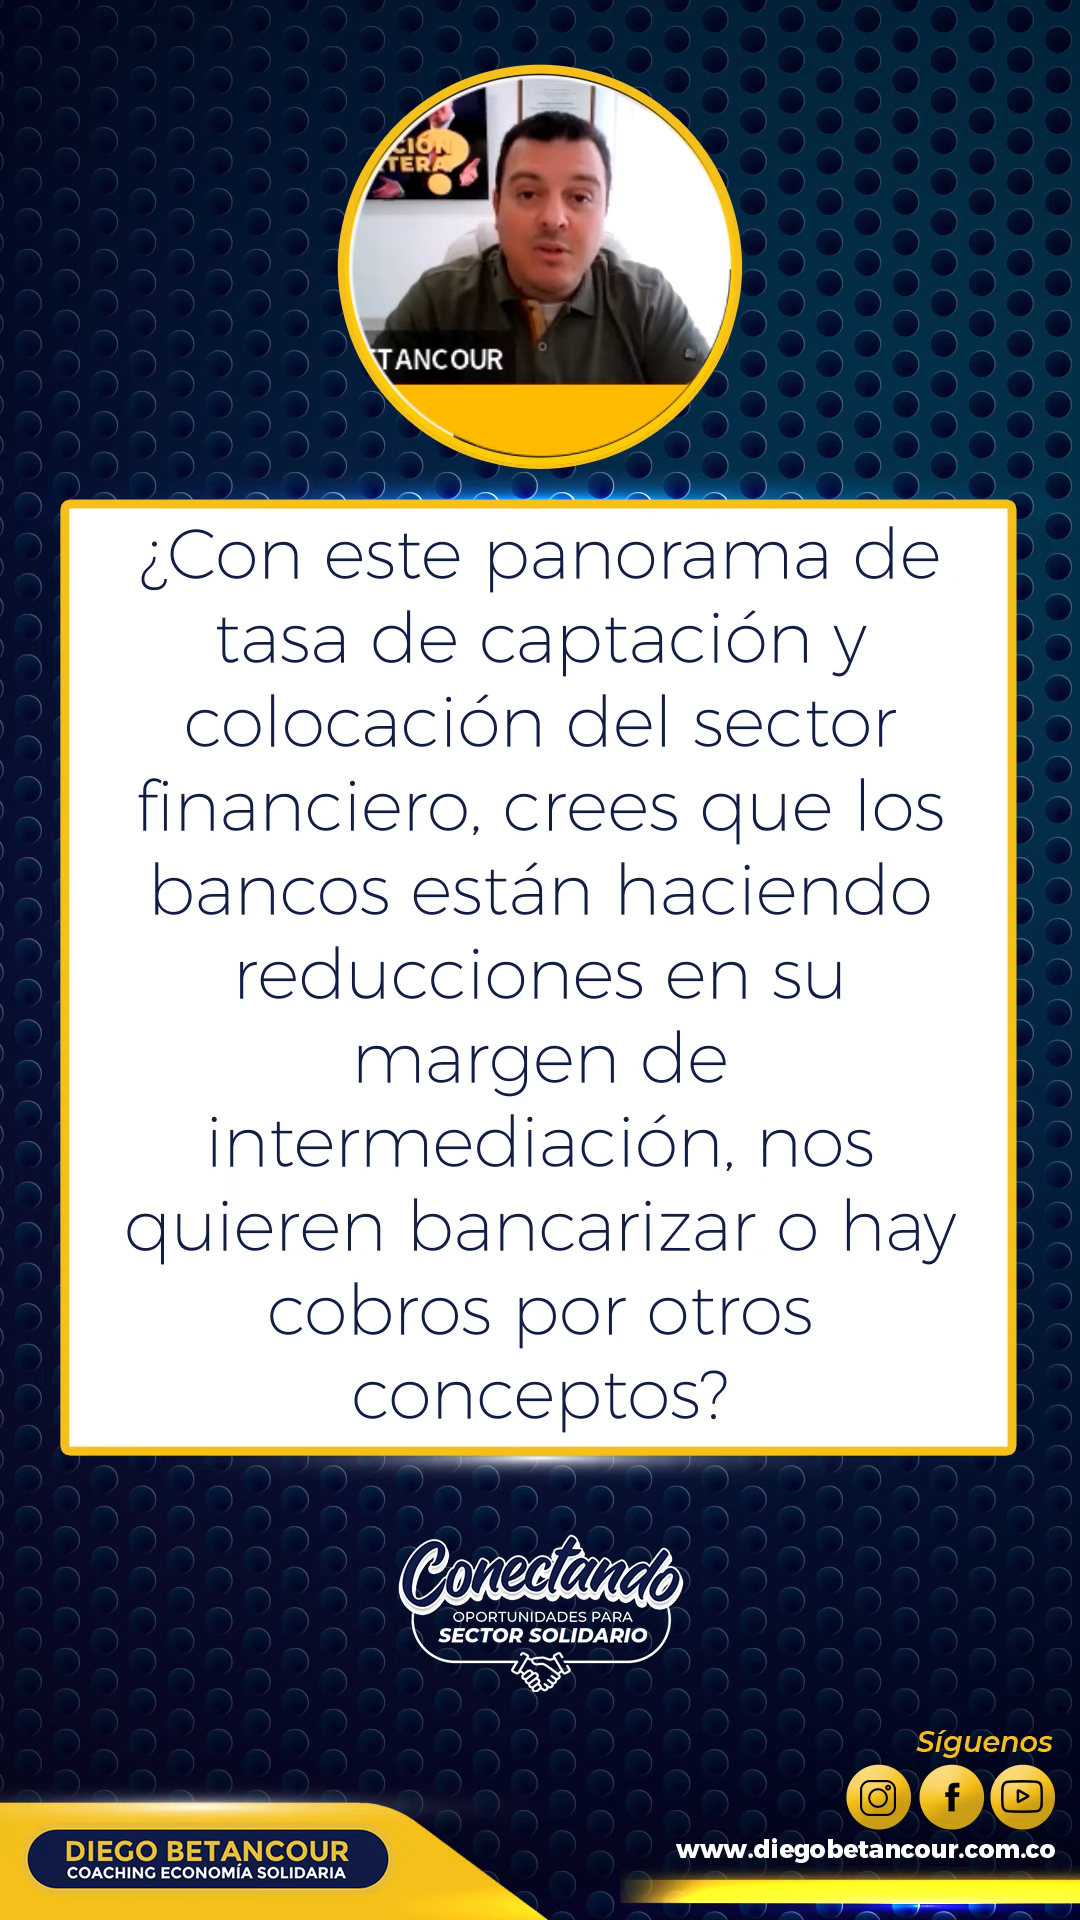 CIÓN
TERA
TANCOUR
¿Con este panorama de
tasa de captación y
colocación del sector
financiero, crees que los
bancos están haciendo
reducciones en su
margen de
intermediación, nos
quieren bancarizar o hay
cobros por otros
conceptos?
Conectando
OPORTUNIDADES PARA
SECTOR SOLIDARIO
Síguenos
www.diegobetancour.com.co
DIEGO BETANCOUR
COACHING ECONOMÍA SOLIDARIA